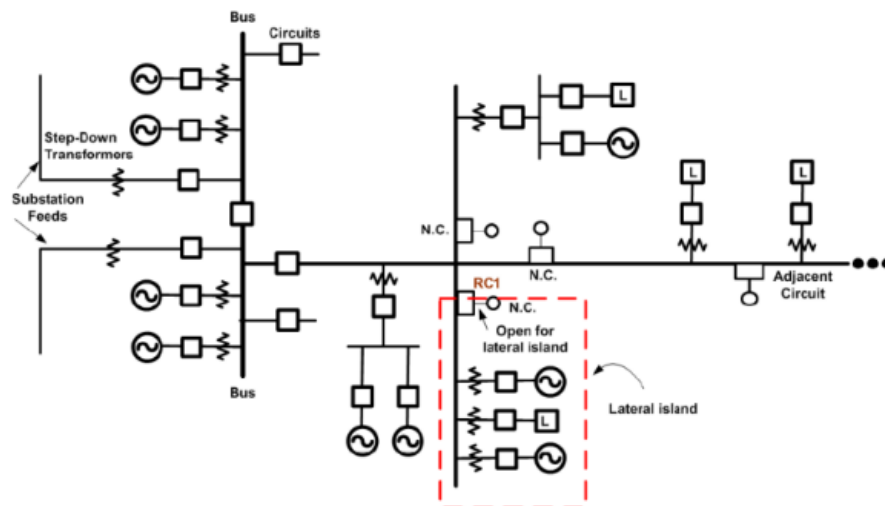 Bus
Circuits
L
Step-Down
Transformers
Substation
Feeds
L
L
N.C.
N.C.
Adjacent
Circuit
RC1
N.C.
Open for
lateral island
Lateral island
L
Bus